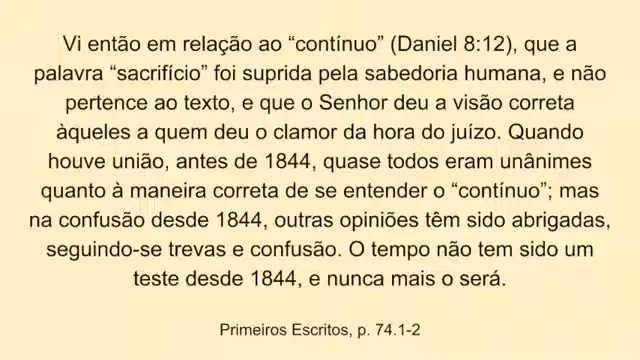 Vi então em relação ao “contínuo” (Daniel 8:12), que a
palavra “sacrifício” foi suprida pela sabedoria humana, e não
pertence ao texto, e que o Senhor deu a visão correta
àqueles a quem deu o clamor da hora do juízo. Quando
houve união, antes de 1844, quase todos eram unânimes
quanto à maneira correta de se entender o “contínuo”; mas
na confusão desde 1844, outras opiniões têm sido abrigadas,
seguindo-se trevas e confusão. O tempo não tem sido um
teste desde 1844, e nunca mais o será.
Primeiros Escritos, p. 74.1-2